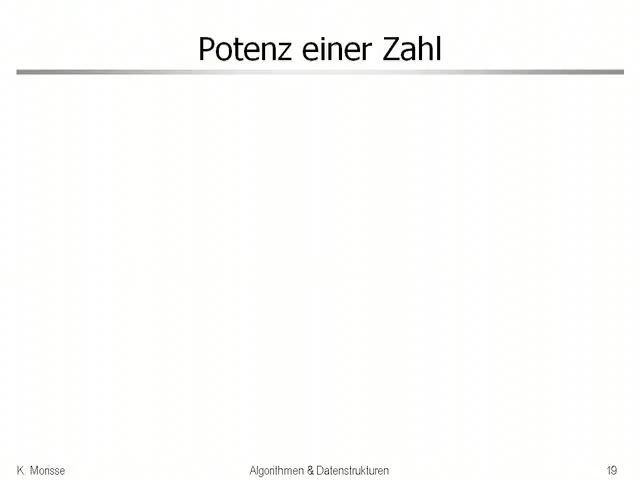 Potenz einer Zahl
K. Morisse
Algorithmen & Datenstrukturen
19